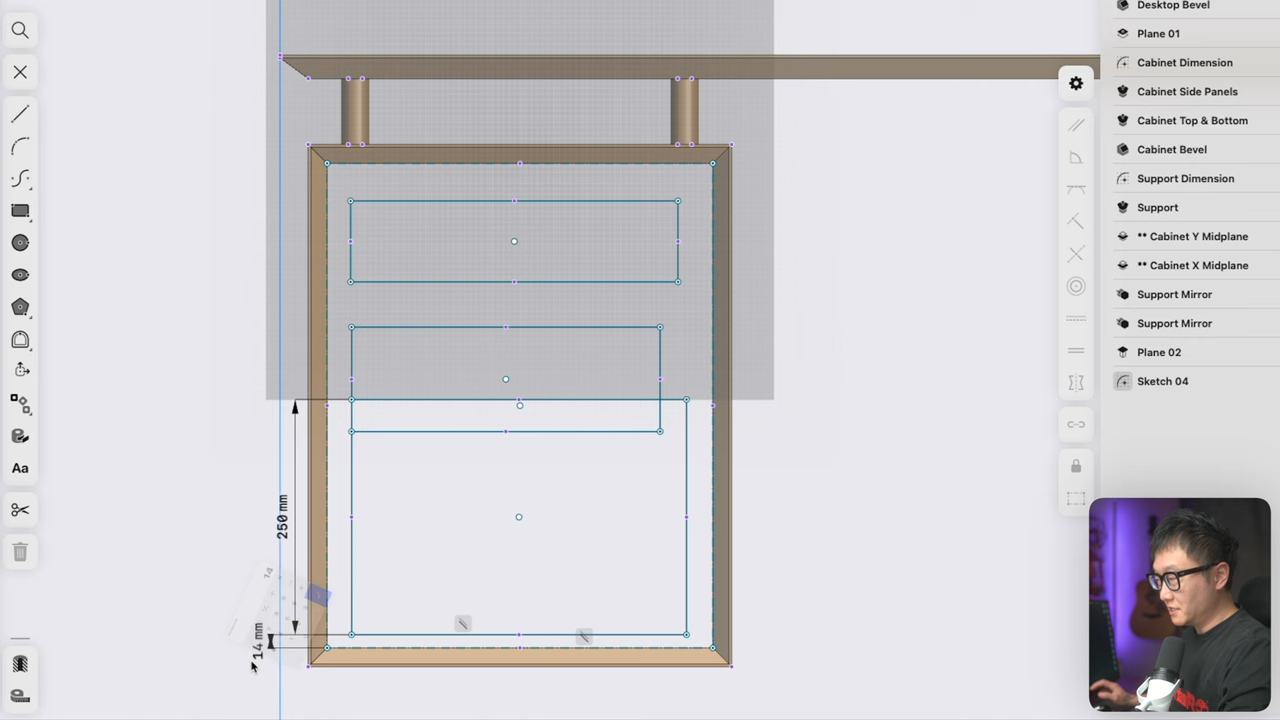 Desktop Bevel
Plane 01
Cabinet Dimension
Cabinet Side Panels
Cabinet Top & Bottom
Cabinet Bevel
Support Dimension
Support
** Cabinet Y Midplane
** Cabinet X Midplane
Support Mirror
Support Mirror
Plane 02
Sketch 04
Aa
250 mm
14
14 mm